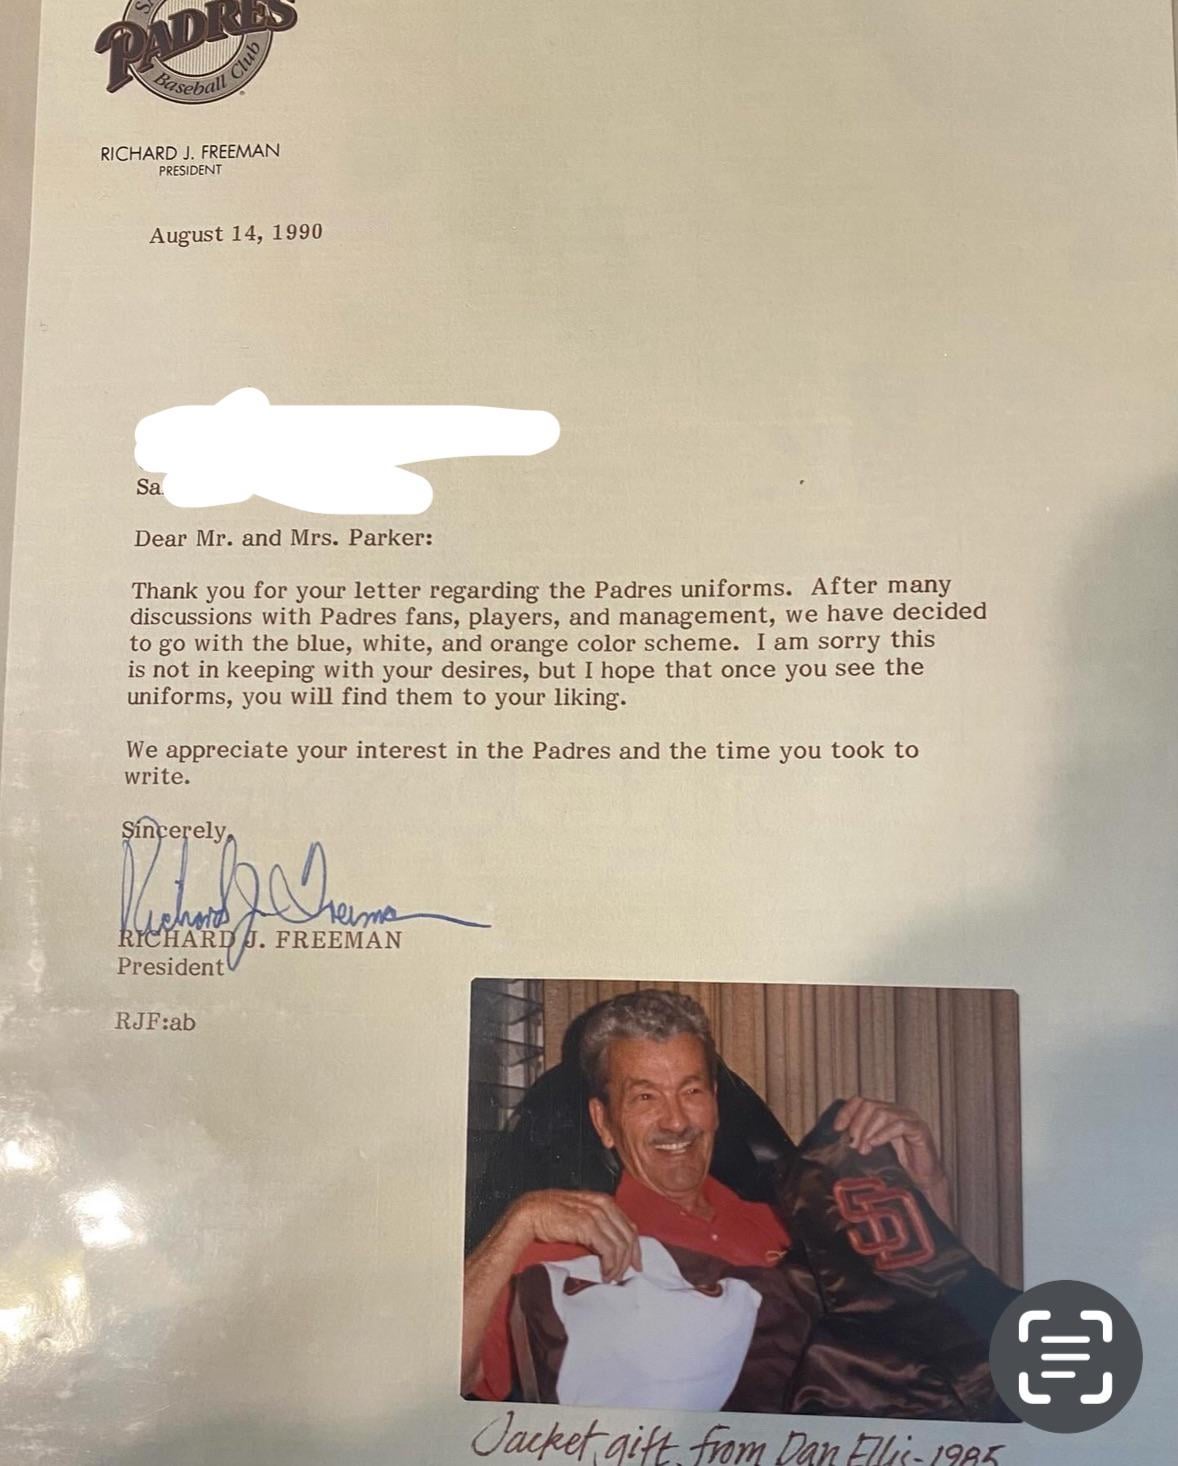 PADRES
Baseball Club
RICHARD J. FREEMAN
PRESIDENT
August 14, 1990
Dear Mr. and Mrs. Parker:
Thank you for your letter regarding the Padres uniforms. After many
discussions with Padres fans, players, and management, we have decided
to go with the blue, white, and orange color scheme. I am sorry this
is not in keeping with your desires, but I hope that once you see the
uniforms, you will find them to your liking.
We appreciate your interest in the Padres and the time you took to
write.
Sincerely,
Richard J. Freeman
RICHARD J. FREEMAN
President
RJF:ab
SD
Jacket gift from Dan Ellis-1985